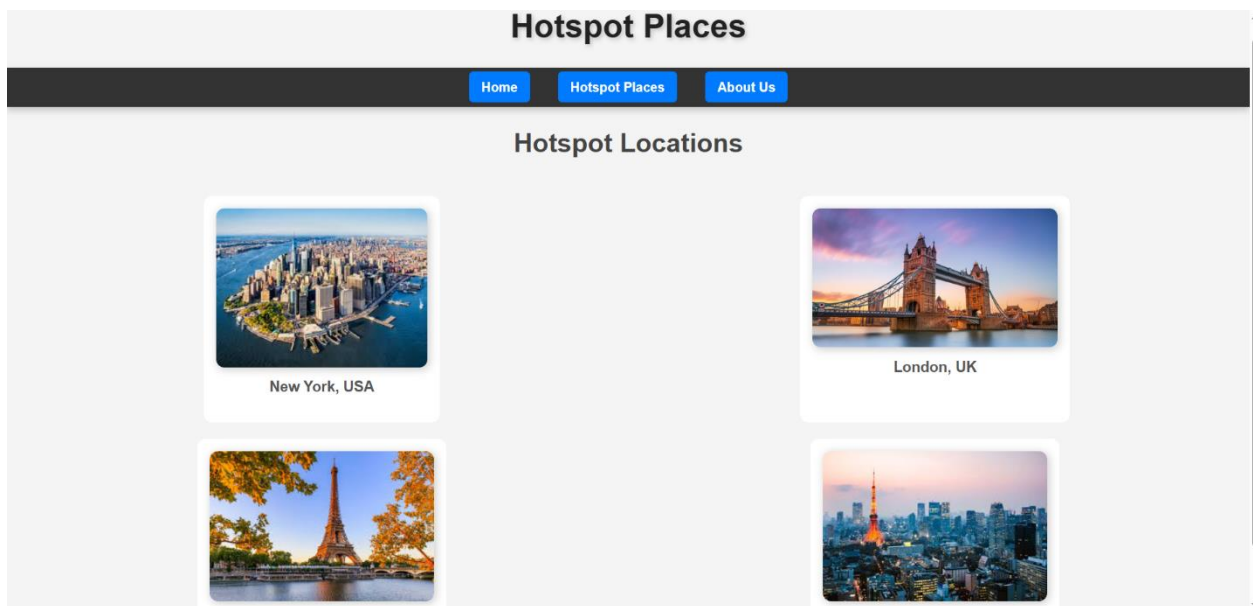 Hotspot Places
Home Hotspot Places About Us
Hotspot Locations
New York, USA
London, UK